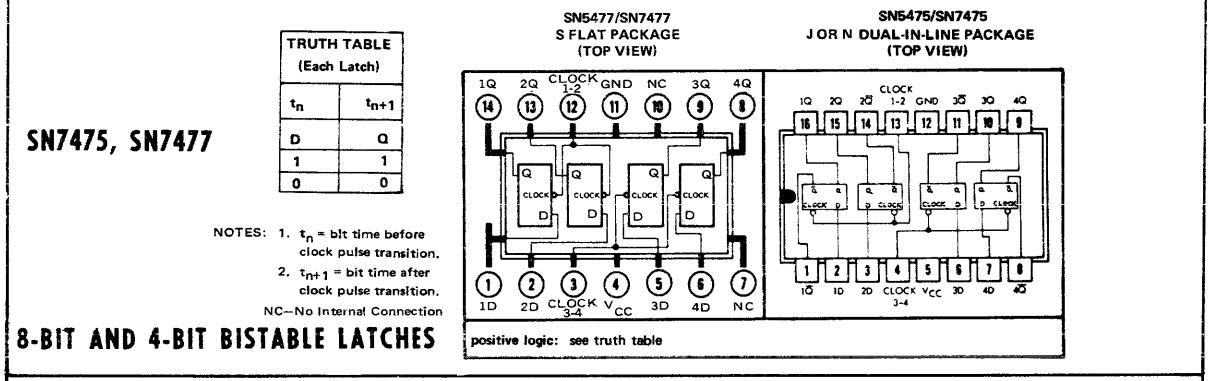 SN7475, SN7477
TRUTH TABLE
(Each Latch)
tn tn+1
D Q
1 1
0 0
NOTES: 1. tn = bit time before
clock pulse transition.
2. tn+1 = bit time after
clock pulse transition.
NC—No Internal Connection
8-BIT AND 4-BIT BISTABLE LATCHES
SN5477/SN7477
S FLAT PACKAGE
(TOP VIEW)
1Q 2Q CLOCK 1-2 GND NC 3Q 4Q
14 13 12 11 10 9 8
Q Q Q Q
CLOCK CLOCK CLOCK CLOCK
D D D D
1 2 3 4 5 6 7
1D 2D CLOCK 3-4 VCC 3D 4D NC
SN5475/SN7475
J OR N DUAL-IN-LINE PACKAGE
(TOP VIEW)
1Q 2Q 2Q̅ CLOCK 1-2 GND 3Q̅ 3Q 4Q
16 15 14 13 12 11 10 9
CLOCK CLOCK CLOCK CLOCK
1 2 3 4 5 6 7 8
1Q̅ 1D 2D CLOCK 3-4 VCC 3D 4D 4Q̅
positive logic: see truth table